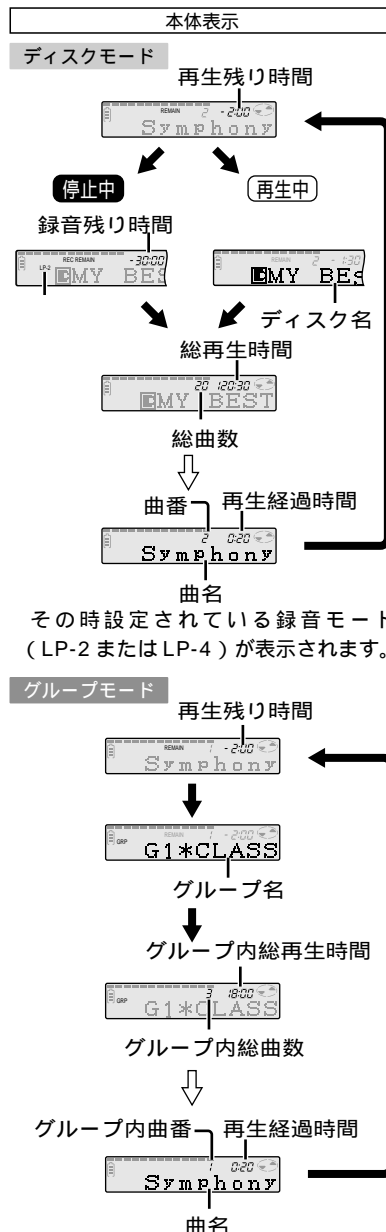 本体表示
ディスクモード
再生残り時間
REMAIN 2 -2:00
Symphony
停止中
再生中
録音残り時間
REC REMAIN -30:00
LP-2
MY BES
REMAIN 2 -1:30
MY BES
ディスク名
総再生時間
20 120:30
MY BEST
総曲数
曲番
再生経過時間
2 0:20
Symphony
曲名
その時設定されている録音モード
(LP-2 または LP-4)が表示されます。
グループモード
再生残り時間
REMAIN 1 -2:00
Symphony
GRP REMAIN 1 -2:00
G1*CLASS
グループ名
グループ内総再生時間
GRP 3 18:00
G1*CLASS
グループ内総曲数
グループ内曲番
再生経過時間
1 0:20
Symphony
曲名